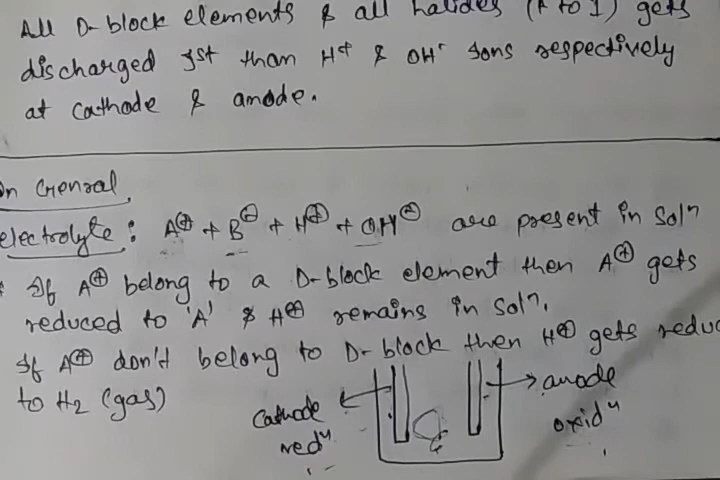 All D-block elements & all halides (F to I) gets
discharged 1st than H⁺ & OH⁻ ions respectively
at cathode & anode.
In General,
electrolyte: A⊕ + B⊖ + H⊕ + OH⊖ are present in Solⁿ
* If A⊕ belong to a D-block element then A⊕ gets
reduced to 'A' & H⊕ remains in Solⁿ.
If A⊕ don't belong to D-block then H⊕ gets reduc
to H₂ (gas)
Cathode
redⁿ
anode
oxidⁿ